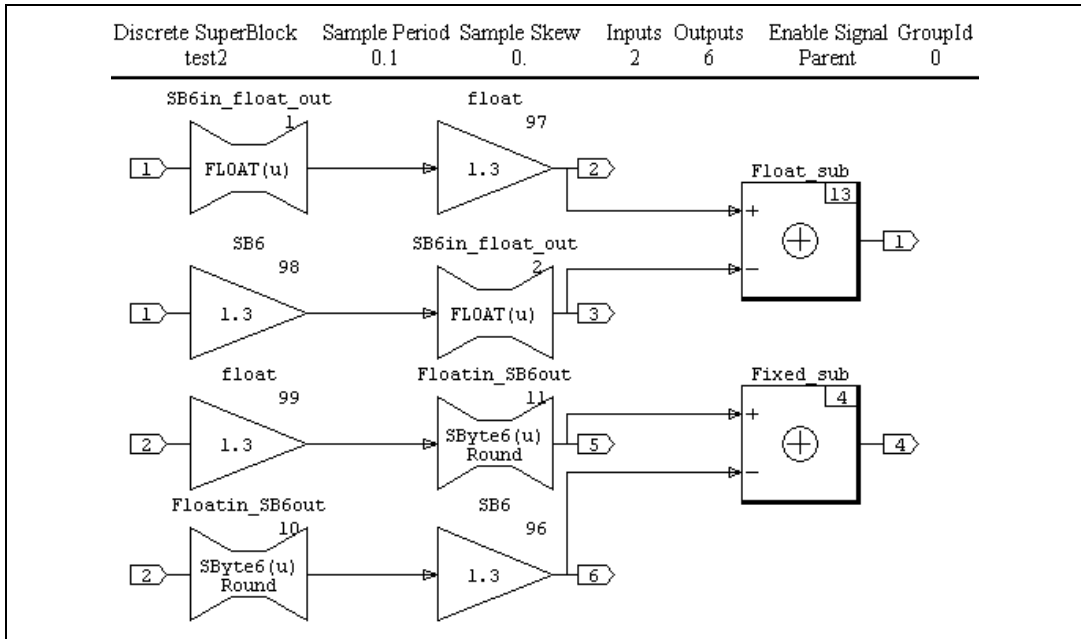 Discrete SuperBlock Sample Period Sample Skew Inputs Outputs Enable Signal GroupId
test2 0.1 0. 2 6 Parent 0
SB6in_float_out float
1 97
1 FLOAT(u) 1.3 2
Float_sub
13
+
1
-
SB6 SB6in_float_out
98 2
1 1.3 FLOAT(u) 3
float Floatin_SB6out Fixed_sub
99 11 4
+
2 1.3 SByte6(u) 5 4
Round
-
Floatin_SB6out SB6
10 96
2 SByte6(u) 1.3 6
Round